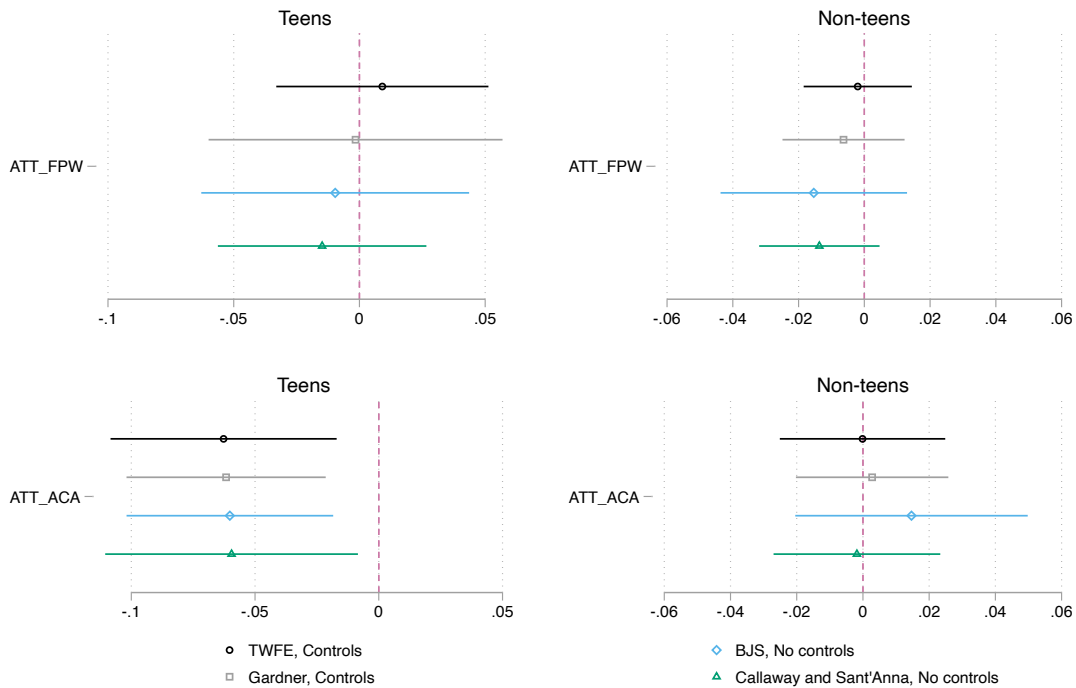 Teens
Non-teens
ATT_FPW
ATT_FPW
-.1 -.05 0 .05
-.06 -.04 -.02 0 .02 .04 .06
Teens
Non-teens
ATT_ACA
ATT_ACA
-.1 -.05 0 .05
-.06 -.04 -.02 0 .02 .04 .06
TWFE, Controls
BJS, No controls
Gardner, Controls
Callaway and Sant'Anna, No controls